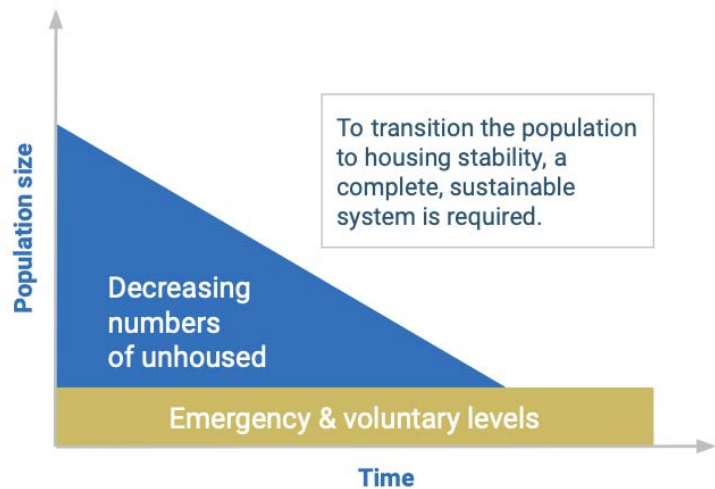 Population size
To transition the population
to housing stability, a
complete, sustainable
system is required.
Decreasing
numbers
of unhoused
Emergency & voluntary levels
Time